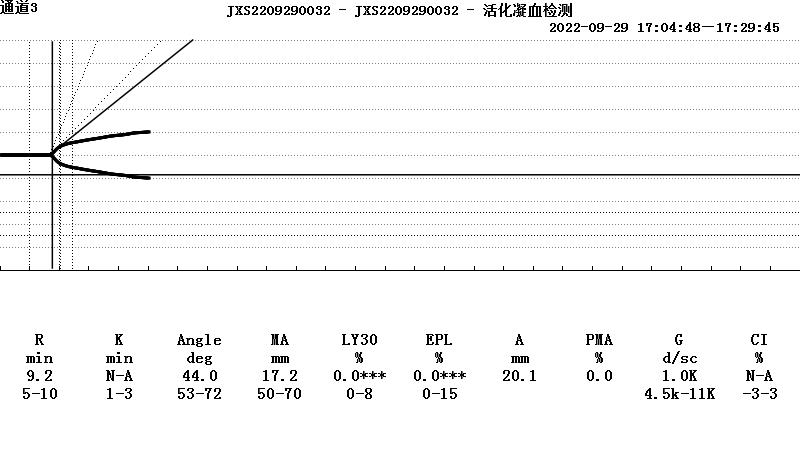 通道3
JXS2209290032 - JXS2209290032 - 活化凝血检测
2022-09-29 17:04:48—17:29:45
R K Angle MA LY30 EPL A PMA G CI
min min deg mm % % mm % d/sc %
9.2 N-A 44.0 17.2 0.0*** 0.0*** 20.1 0.0 1.0K N-A
5-10 1-3 53-72 50-70 0-8 0-15 4.5k-11K -3-3